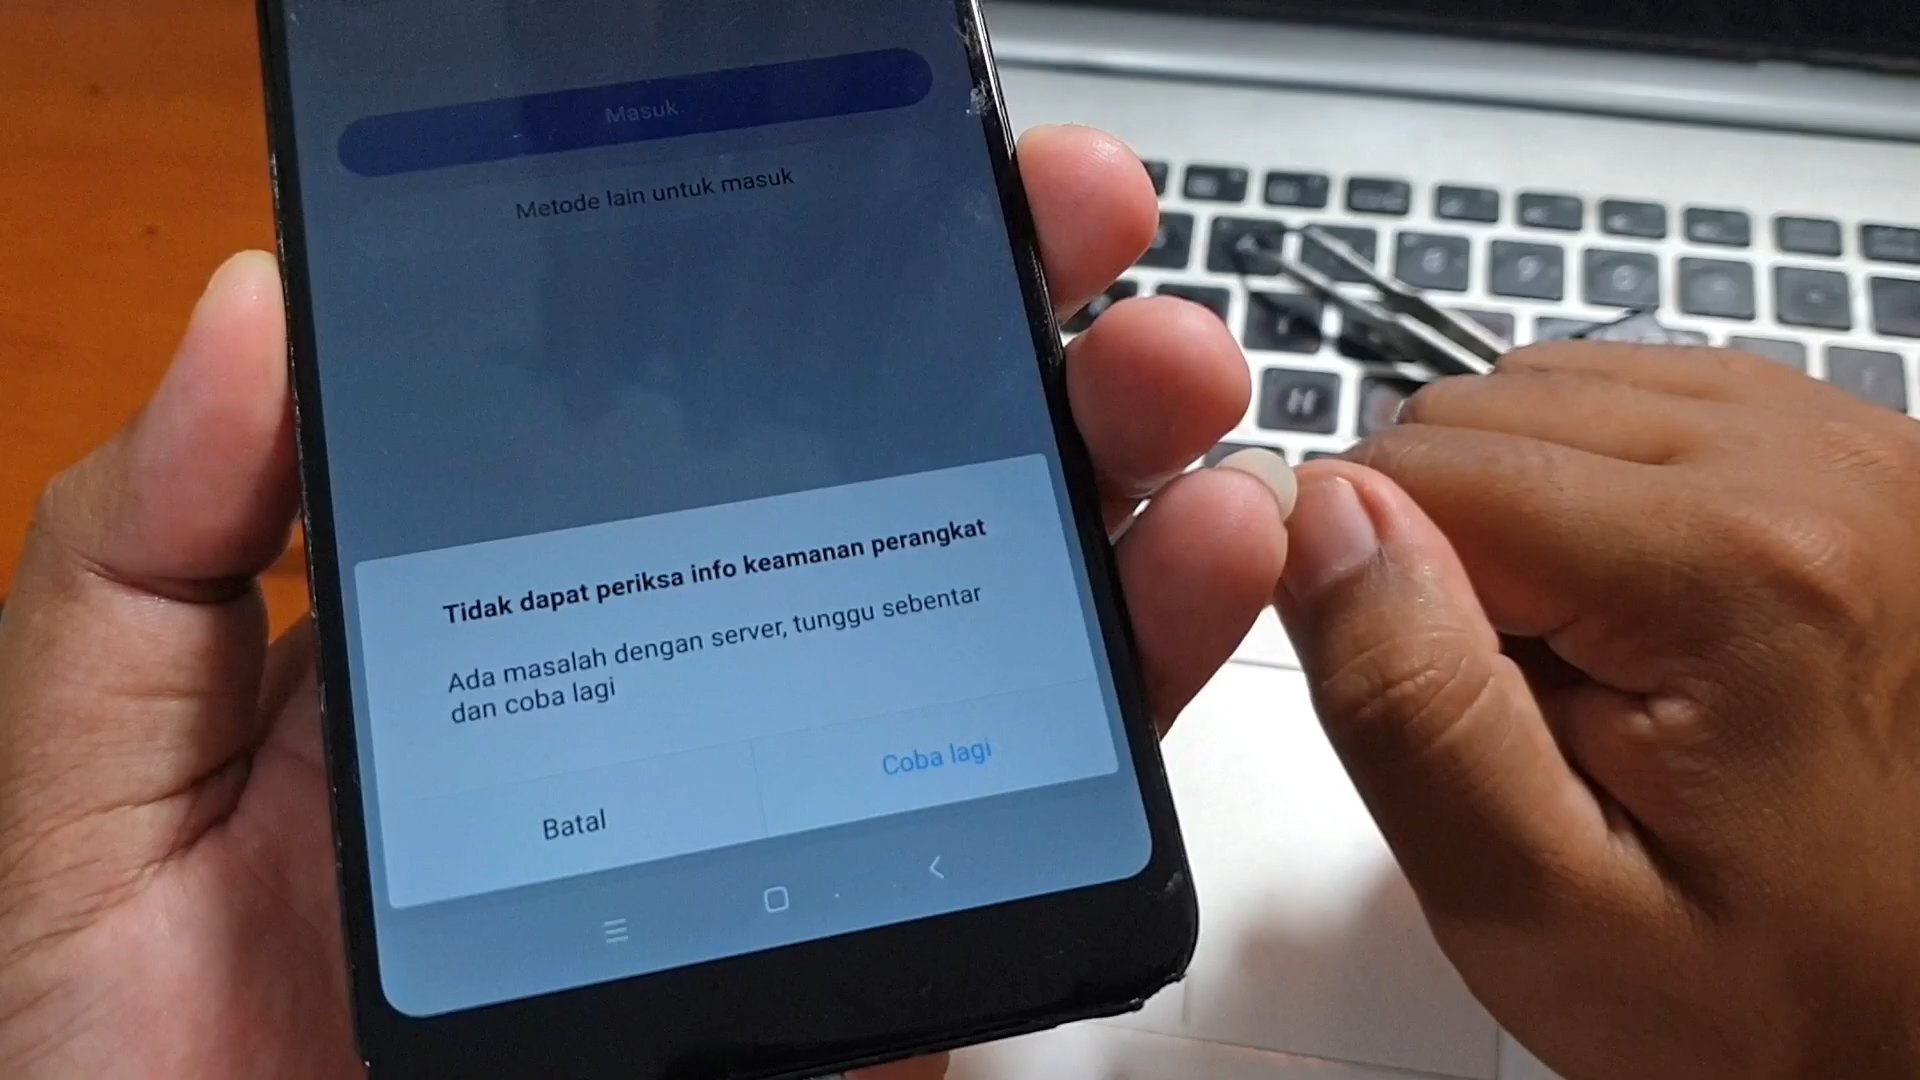 Masuk
Metode lain untuk masuk
Tidak dapat periksa info keamanan perangkat
Ada masalah dengan server, tunggu sebentar
dan coba lagi
Batal
Coba lagi
H